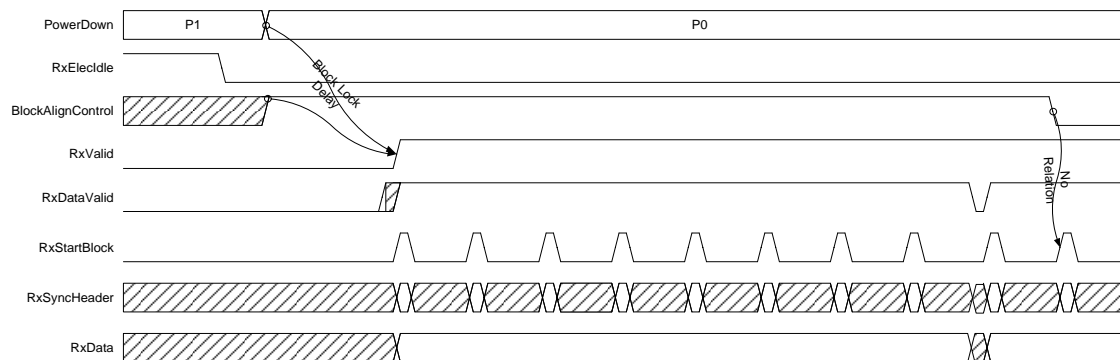 PowerDown
P1
P0
RxElecIdle
Block Lock
Delay
BlockAlignControl
RxValid
No
Relation
RxDataValid
RxStartBlock
RxSyncHeader
RxData